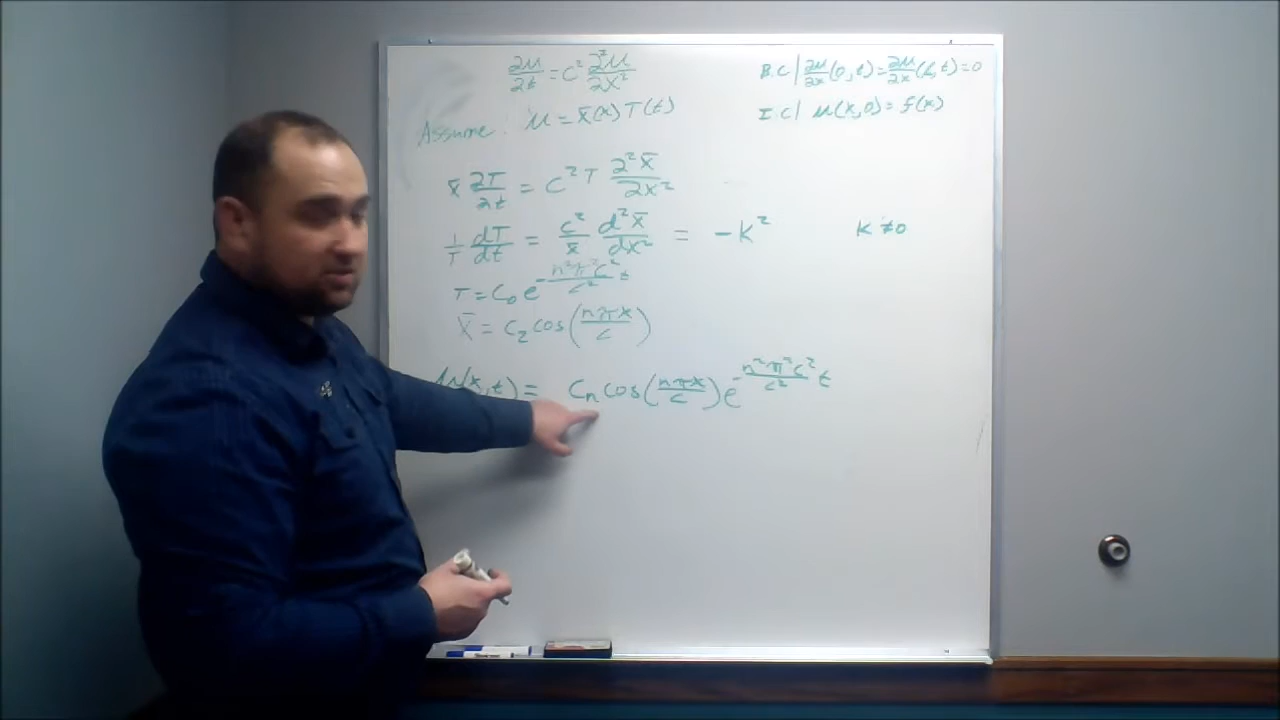 ∂u/∂t = c² ∂²u/∂x²
B.C| ∂u/∂x (0,t) = ∂u/∂x (L,t) = 0
Assume: u = X̄(x) T(t)
I.C| u(x,0) = f(x)
X̄ ∂T/∂t = c² T ∂²X̄/∂x²
1/T dT/dt = c²/X̄ d²X̄/dx² = -k²
k ≠ 0
T = C₀ e^(-n²π²c²/L² t)
X̄ = C₂ cos(nπx/L)
u(x,t) = Cₙ cos(nπx/L) e^(-n²π²c²/L² t)